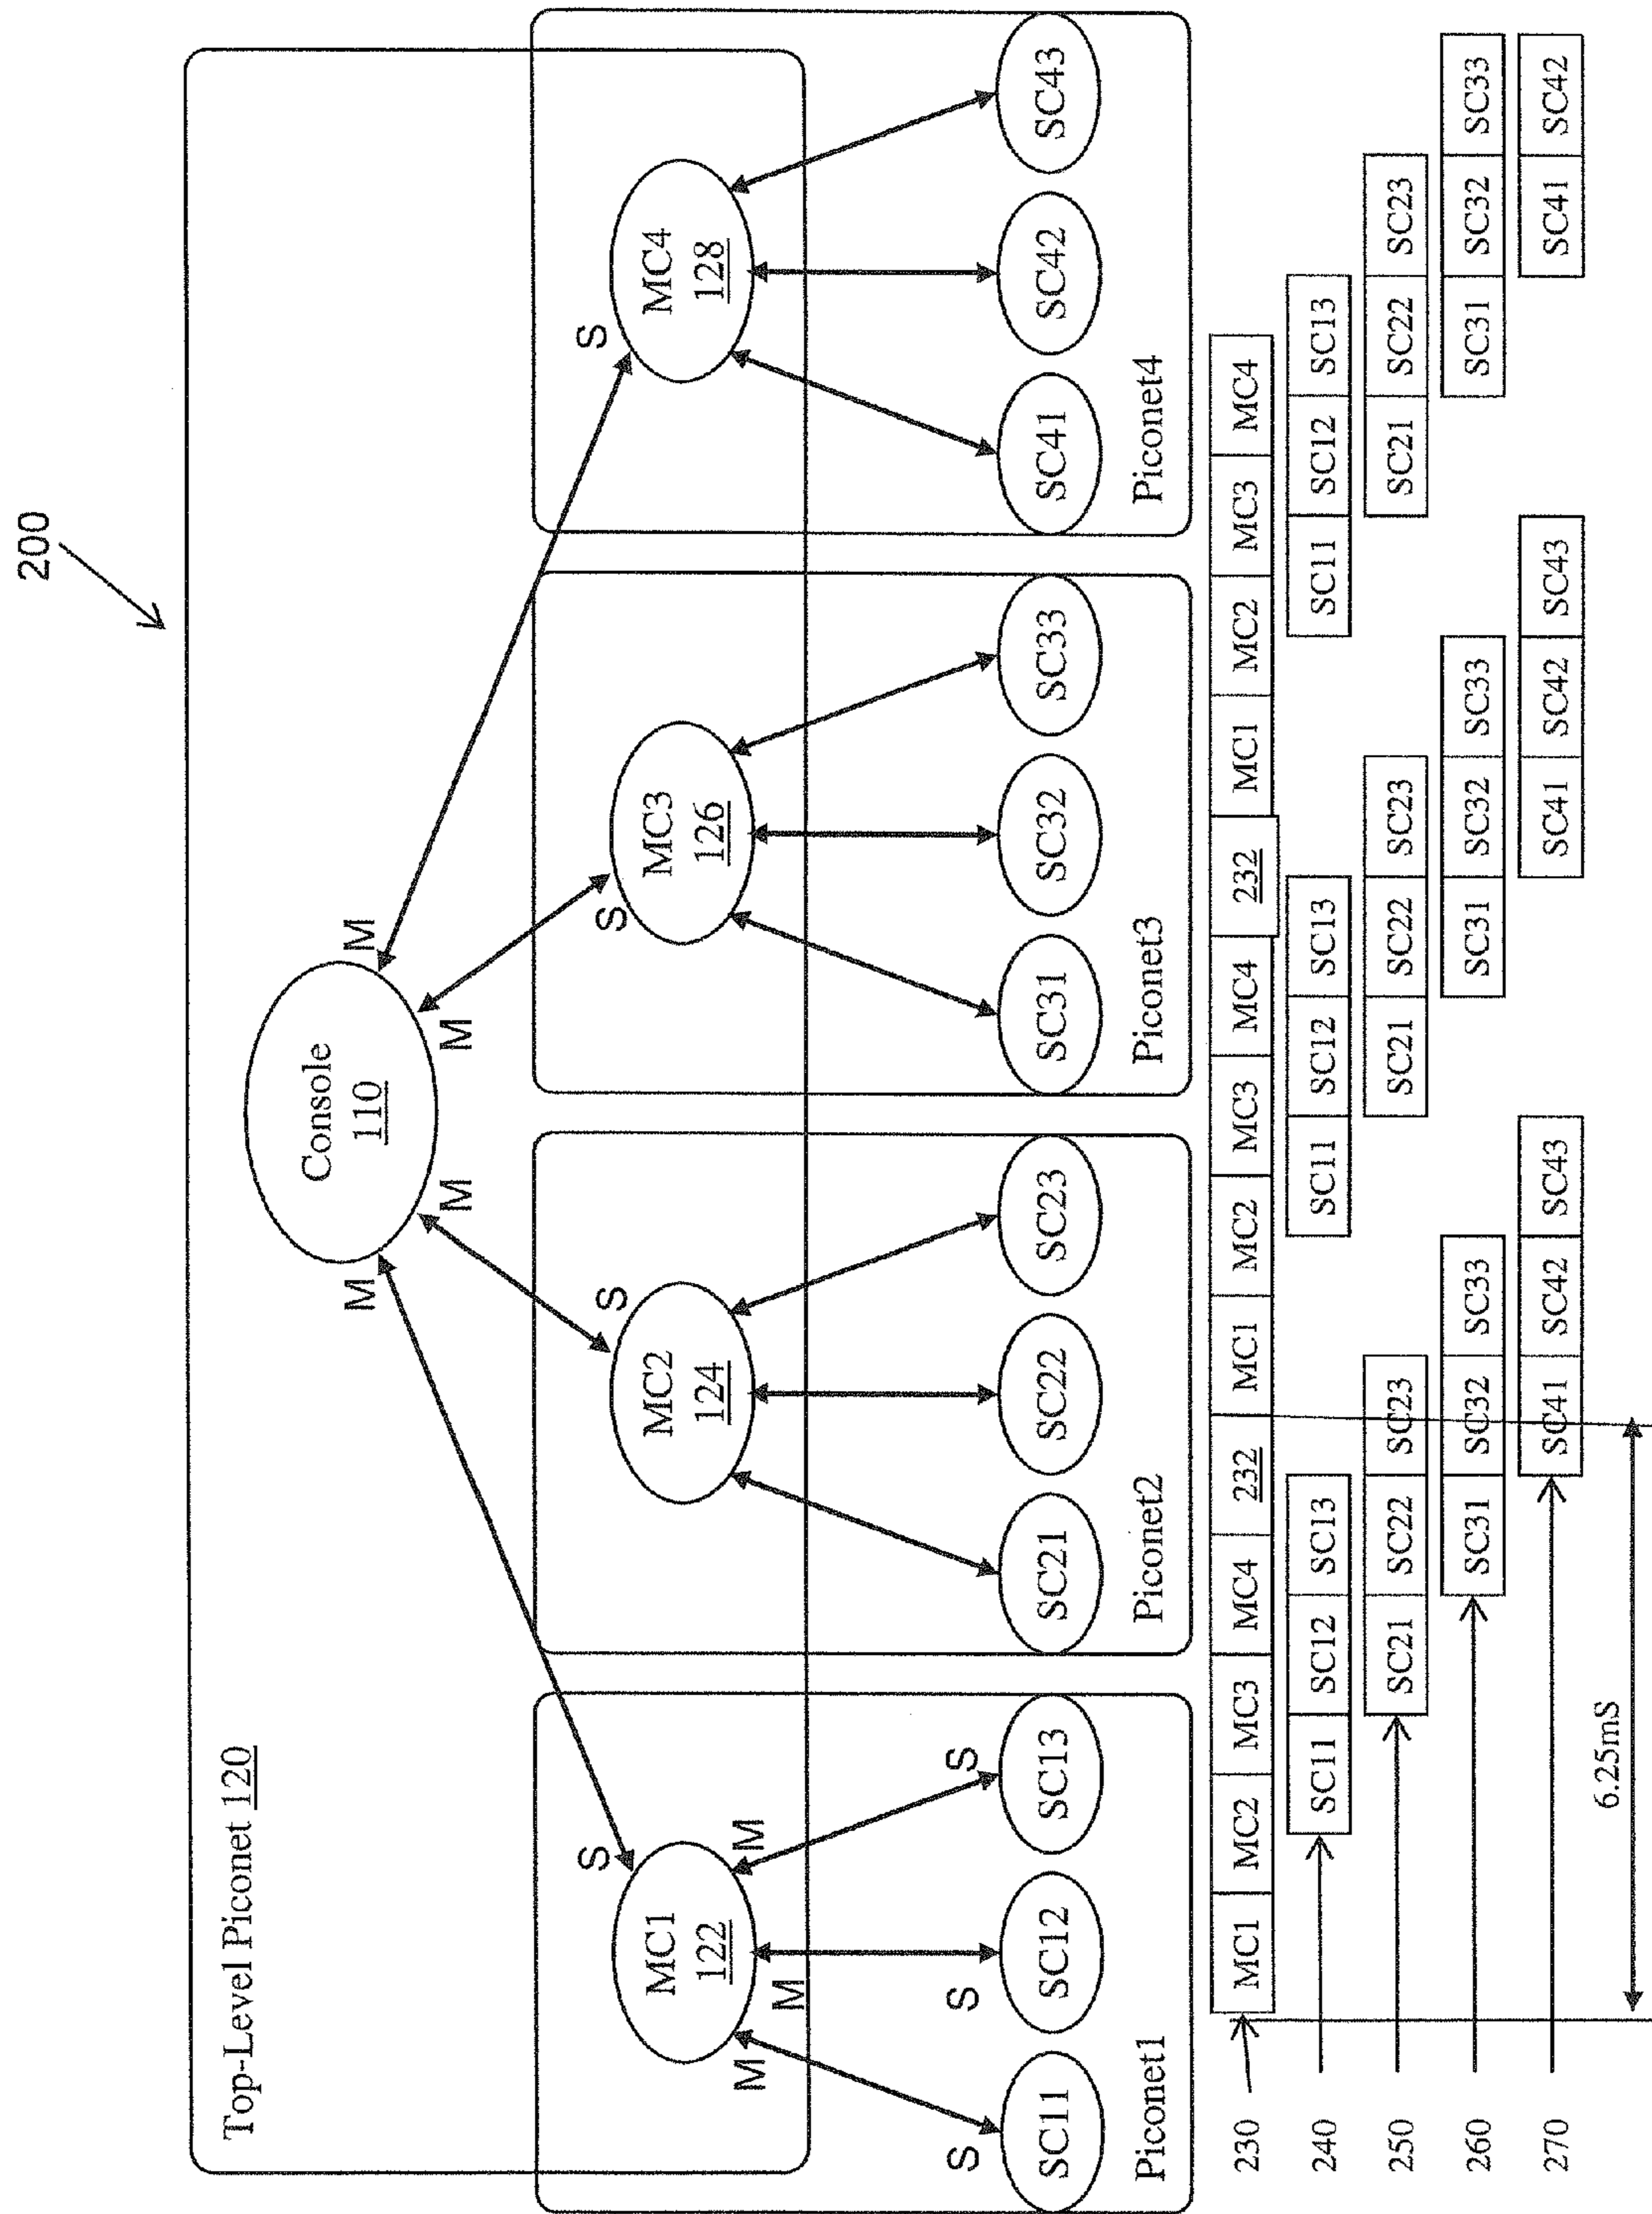 200
Top-Level Piconet 120
Console
110
M
M
M
M
S
S
S
S
MC1
122
MC2
124
MC3
126
MC4
128
M
M
M
S
S
S
SC11
SC12
SC13
SC21
SC22
SC23
SC31
SC32
SC33
SC41
SC42
SC43
Piconet1
Piconet2
Piconet3
Piconet4
230 MC1 MC2 MC3 MC4 232 MC1 MC2 MC3 MC4 232 MC1 MC2 MC3 MC4
240 SC11 SC12 SC13 SC11 SC12 SC13 SC11 SC12 SC13
250 SC21 SC22 SC23 SC21 SC22 SC23 SC21 SC22 SC23
260 SC31 SC32 SC33 SC31 SC32 SC33 SC31 SC32 SC33
270 SC41 SC42 SC43 SC41 SC42 SC43 SC41 SC42
6.25mS